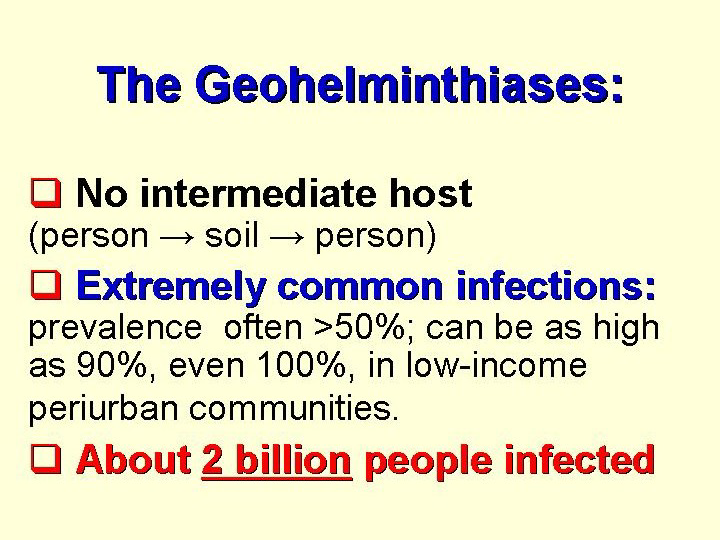 The Geohelminthiases:
❑ No intermediate host
(person → soil → person)
❑ Extremely common infections:
prevalence  often >50%; can be as high
as 90%, even 100%, in low-income
periurban communities.
❑ About 2 billion people infected